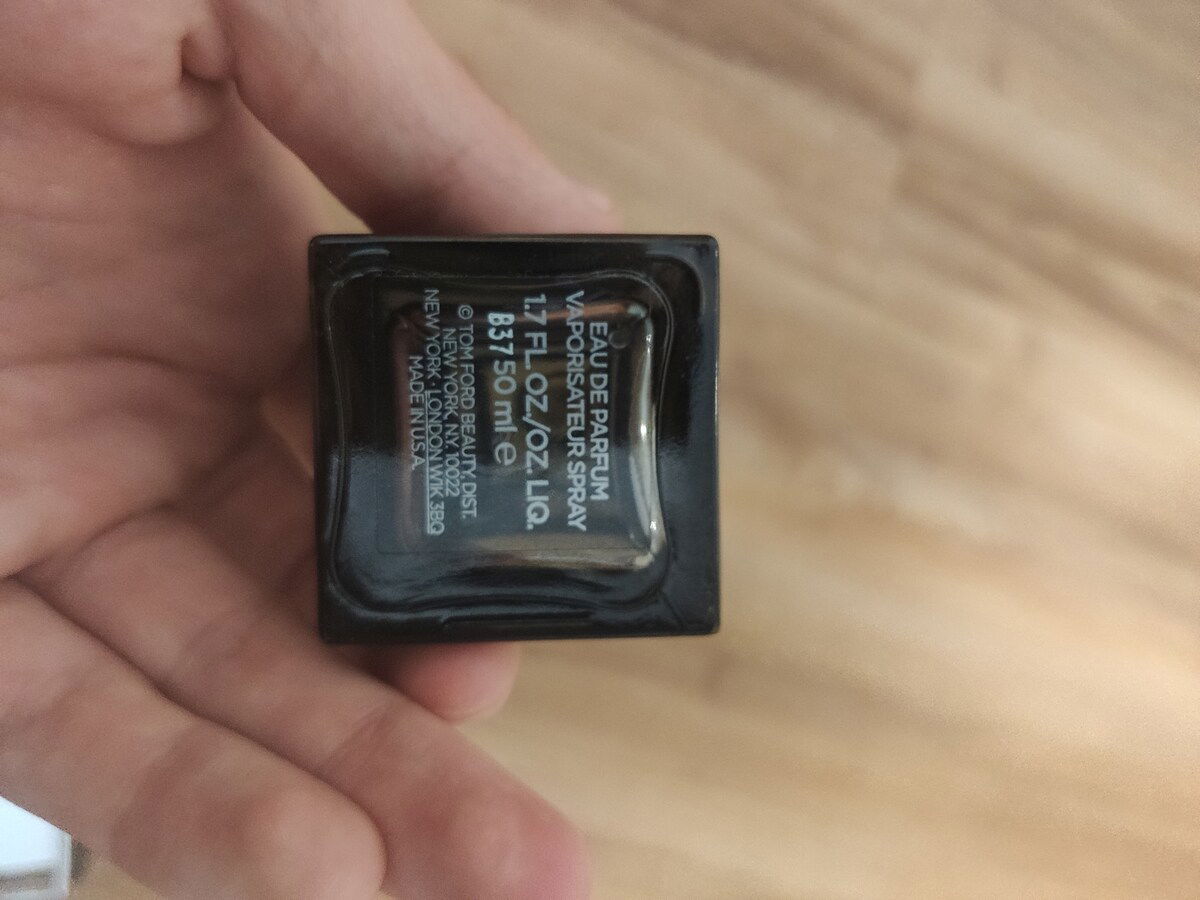 EAU DE PARFUM
VAPORISATEUR SPRAY
1.7 FL. OZ./OZ. LIQ.
B37 50 ml e
© TOM FORD BEAUTY, DIST.
NEW YORK, N.Y. 10022
NEW YORK · LONDON W1K 3BQ
MADE IN U.S.A.